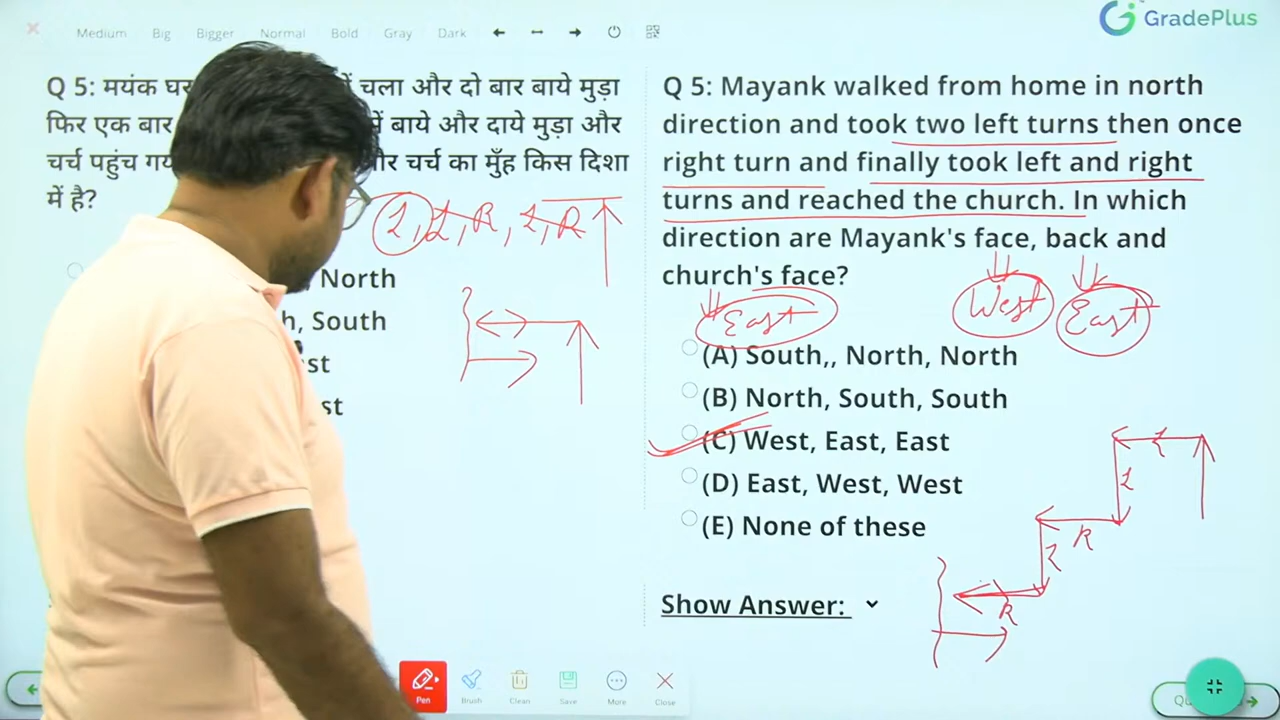 Medium Big Bigger Normal Bold Gray Dark
GradePlus
Q 5: मयंक घर
चला और दो बार बाये मुड़ा
फिर एक बार
में बाये और दाये मुड़ा और
चर्च पहुंच
और चर्च का मुँह किस दिशा
में है?
L, L, R, L, R
North
South
Q 5: Mayank walked from home in north
direction and took two left turns then once
right turn and finally took left and right
turns and reached the church. In which
direction are Mayank's face, back and
church's face?
East West East
(A) South,, North, North
(B) North, South, South
(C) West, East, East
(D) East, West, West
(E) None of these
L
L
R
L
R
Show Answer:
Pen Brush Clean Save More Close